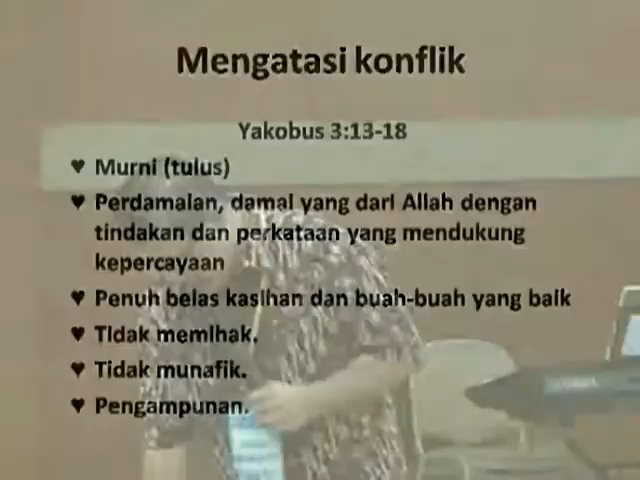 Mengatasi konflik
Yakobus 3:13-18
♥ Murni (tulus)
♥ Perdamaian, damai yang dari Allah dengan
tindakan dan perkataan yang mendukung
kepercayaan
♥ Penuh belas kasihan dan buah-buah yang baik
♥ Tidak memihak.
♥ Tidak munafik.
♥ Pengampunan.